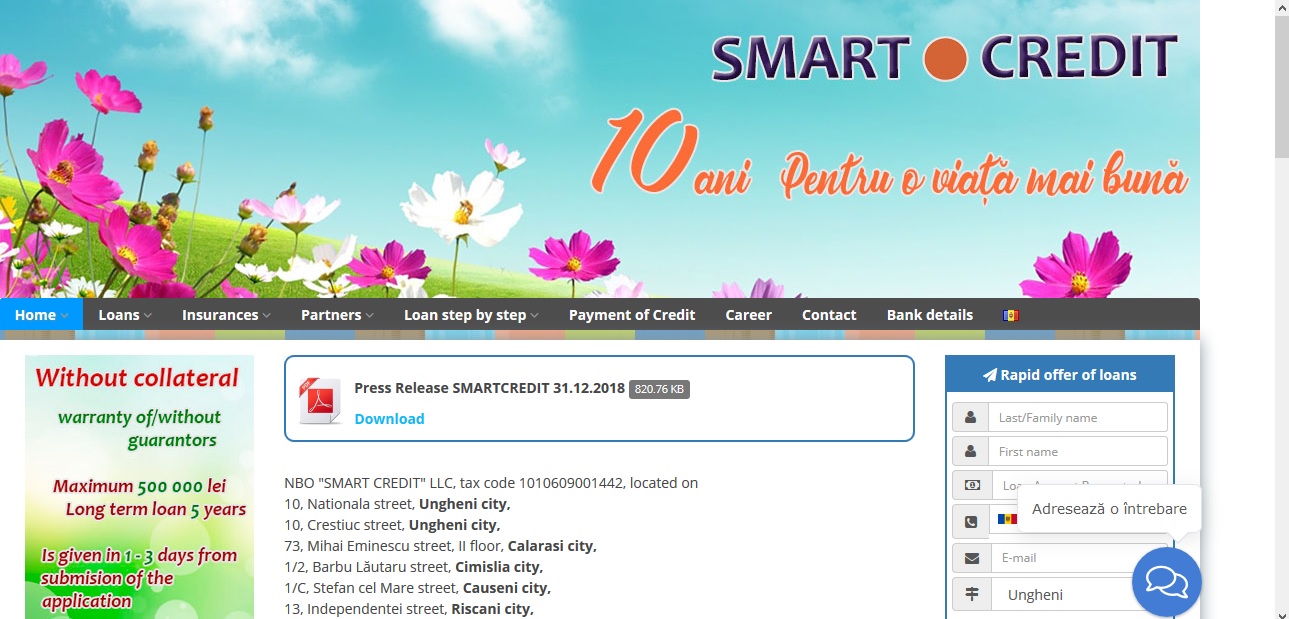 SMART CREDIT
10 ani Pentru o viață mai bună
Home Loans Insurances Partners Loan step by step Payment of Credit Career Contact Bank details
Without collateral
warranty of/without
guarantors
Maximum 500 000 lei
Long term loan 5 years
Is given in 1 - 3 days from
submision of the
application
Press Release SMARTCREDIT 31.12.2018 820.76 KB
Download
NBO "SMART CREDIT" LLC, tax code 1010609001442, located on
10, Nationala street, Ungheni city,
10, Crestiuc street, Ungheni city,
73, Mihai Eminescu street, II floor, Calarasi city,
1/2, Barbu Lăutaru street, Cimislia city,
1/C, Stefan cel Mare street, Causeni city,
13, Independentei street, Riscani city,
Rapid offer of loans
Last/Family name
First name
Adresează o întrebare
E-mail
Ungheni